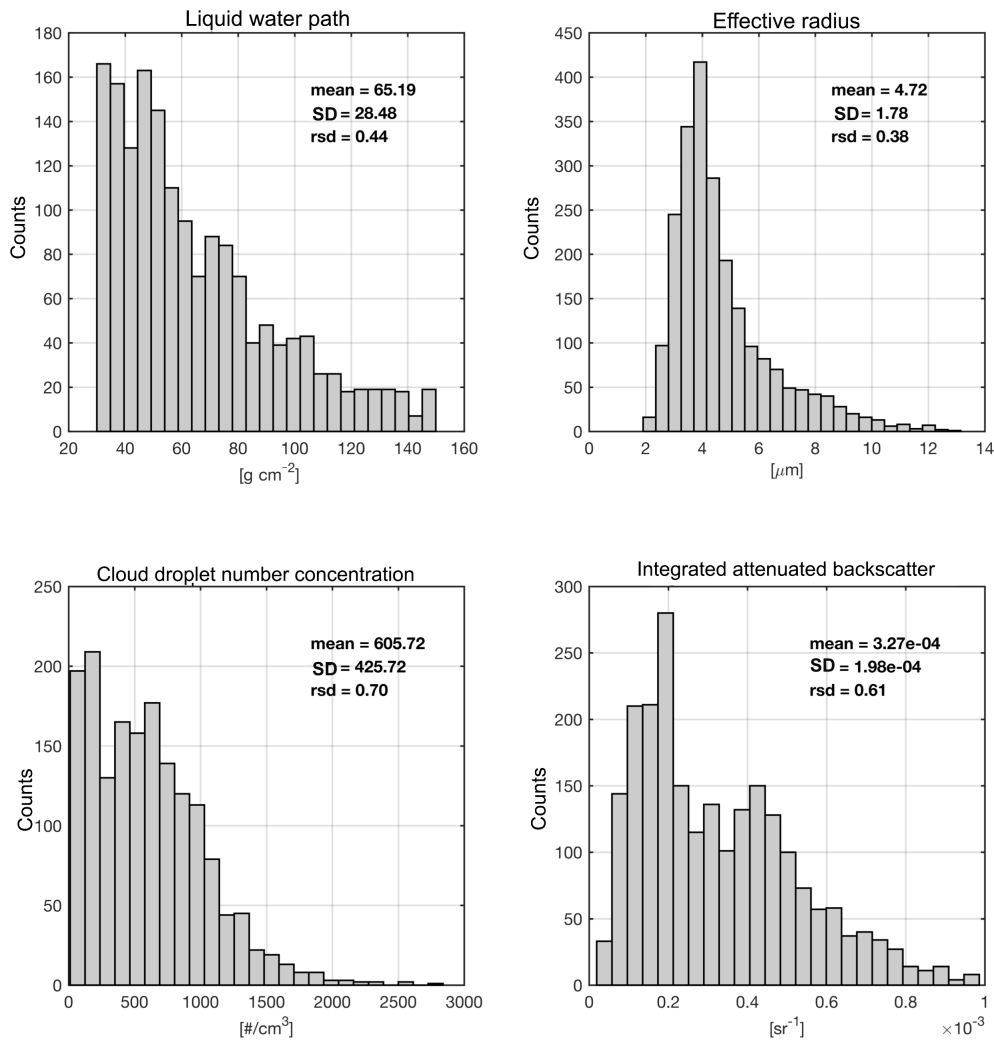 Liquid water path
180
160
140
120
100
80
60
40
20
0
Counts
mean = 65.19
SD = 28.48
rsd = 0.44
20 40 60 80 100 120 140 160
[g cm⁻²]
Effective radius
450
400
350
300
250
200
150
100
50
0
Counts
mean = 4.72
SD = 1.78
rsd = 0.38
0 2 4 6 8 10 12 14
[μm]
Cloud droplet number concentration
250
200
150
100
50
0
Counts
mean = 605.72
SD = 425.72
rsd = 0.70
0 500 1000 1500 2000 2500 3000
[#/cm³]
Integrated attenuated backscatter
300
250
200
150
100
50
0
Counts
mean = 3.27e-04
SD = 1.98e-04
rsd = 0.61
0 0.2 0.4 0.6 0.8 1
[sr⁻¹]
×10⁻³